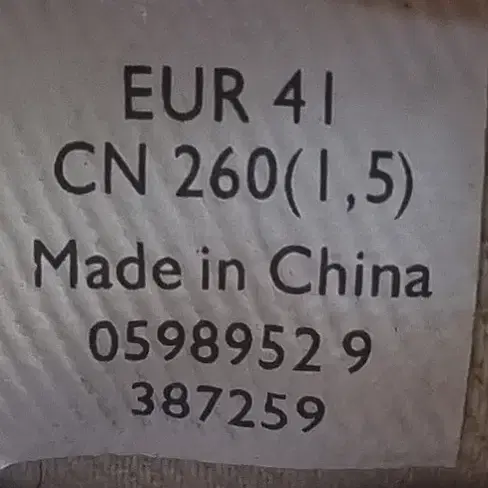 EUR 41
CN 260(1,5)
Made in China
0598952 9
387259